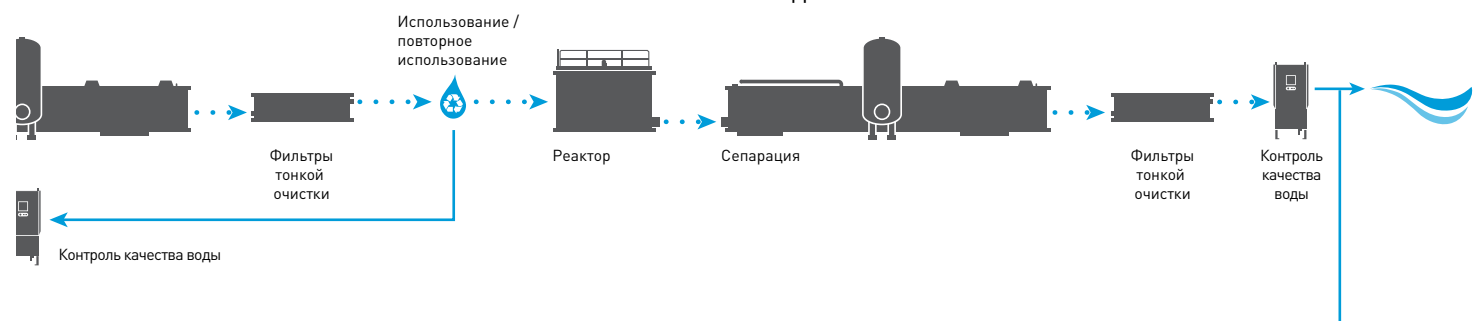 Использование /
повторное
использование
Фильтры
тонкой
очистки
Реактор
Сепарация
Фильтры
тонкой
очистки
Контроль
качества
воды
Контроль качества воды